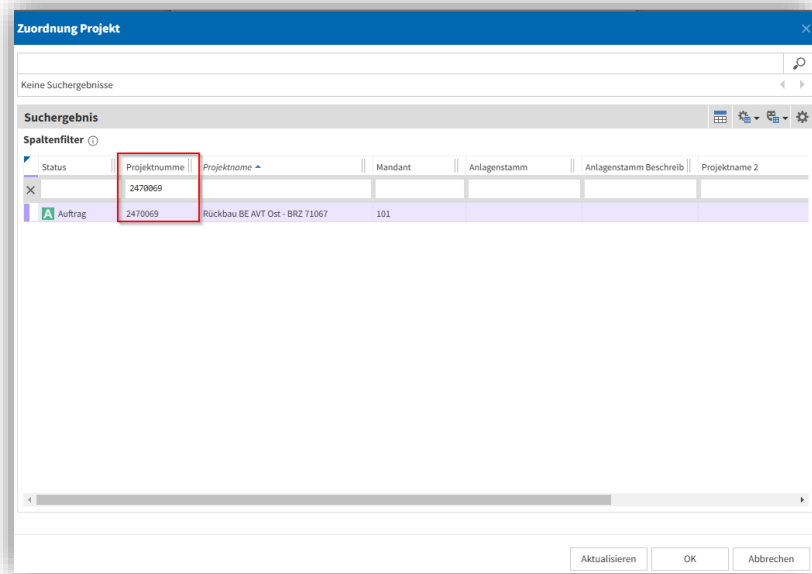 Zuordnung Projekt
Keine Suchergebnisse
Suchergebnis
Spaltenfilter
Status Projektnumme Projektname Mandant Anlagenstamm Anlagenstamm Beschreib Projektname 2
2470069
A Auftrag 2470069 Rückbau BE AVT Ost - BRZ 71067 101
Aktualisieren OK Abbrechen